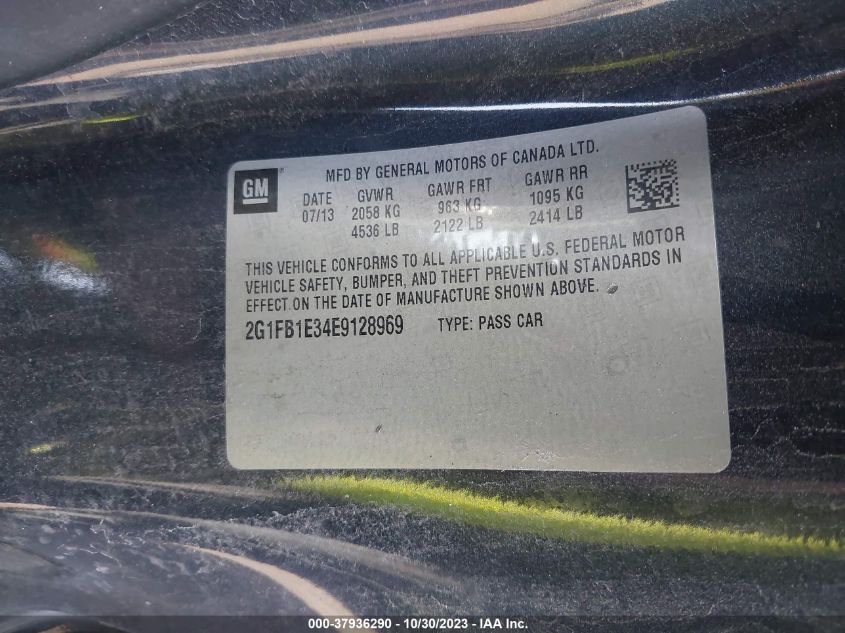 MFD BY GENERAL MOTORS OF CANADA LTD.
GM
DATE GVWR GAWR FRT GAWR RR
07/13 2058 KG 963 KG 1095 KG
4536 LB 2122 LB 2414 LB
THIS VEHICLE CONFORMS TO ALL APPLICABLE U.S. FEDERAL MOTOR
VEHICLE SAFETY, BUMPER, AND THEFT PREVENTION STANDARDS IN
EFFECT ON THE DATE OF MANUFACTURE SHOWN ABOVE.
2G1FB1E34E9128969 TYPE: PASS CAR
000-37936290 - 10/30/2023 - Copyright © 2023 - IAA, Inc.